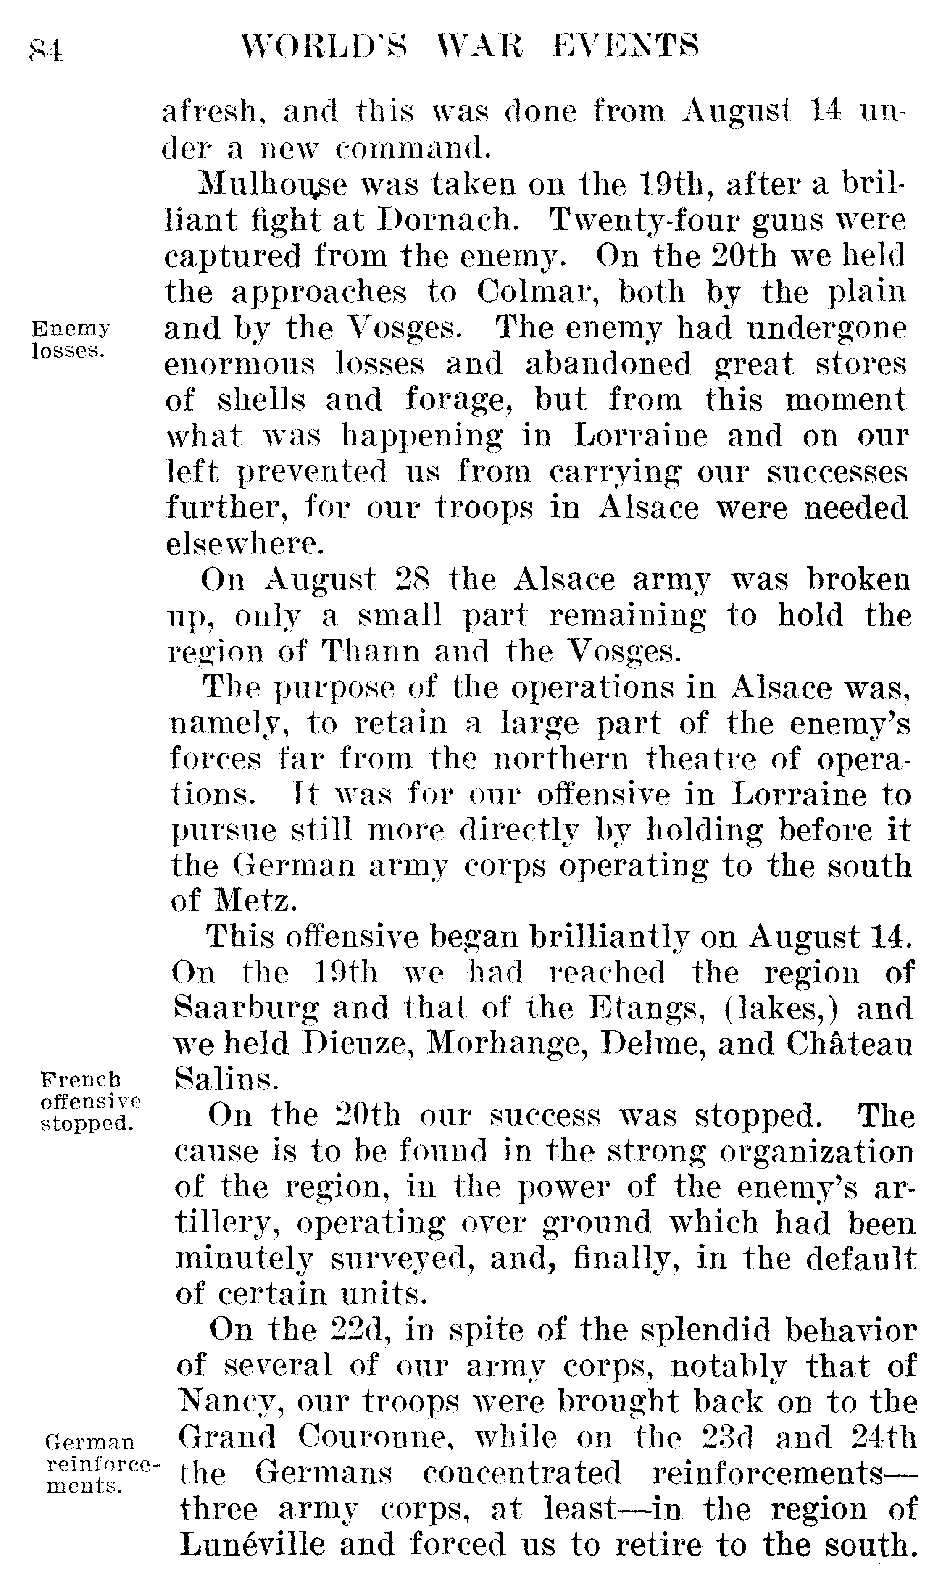 84 WORLD'S WAR EVENTS
afresh, and this was done from August 14 un-
der a new command.
Mulhouse was taken on the 19th, after a bril-
liant fight at Dornach. Twenty-four guns were
captured from the enemy. On the 20th we held
the approaches to Colmar, both by the plain
Enemy
losses.
and by the Vosges. The enemy had undergone
enormous losses and abandoned great stores
of shells and forage, but from this moment
what was happening in Lorraine and on our
left prevented us from carrying our successes
further, for our troops in Alsace were needed
elsewhere.
On August 28 the Alsace army was broken
up, only a small part remaining to hold the
region of Thann and the Vosges.
The purpose of the operations in Alsace was,
namely, to retain a large part of the enemy's
forces far from the northern theatre of opera-
tions. It was for our offensive in Lorraine to
pursue still more directly by holding before it
the German army corps operating to the south
of Metz.
This offensive began brilliantly on August 14.
On the 19th we had reached the region of
Saarburg and that of the Etangs, (lakes,) and
we held Dieuze, Morhange, Delme, and Château
Salins.
French
offensive
stopped.
On the 20th our success was stopped. The
cause is to be found in the strong organization
of the region, in the power of the enemy's ar-
tillery, operating over ground which had been
minutely surveyed, and, finally, in the default
of certain units.
On the 22d, in spite of the splendid behavior
of several of our army corps, notably that of
Nancy, our troops were brought back on to the
German
reinforce-
ments.
Grand Couronne, while on the 23d and 24th
the Germans concentrated reinforcements—
three army corps, at least—in the region of
Lunéville and forced us to retire to the south.